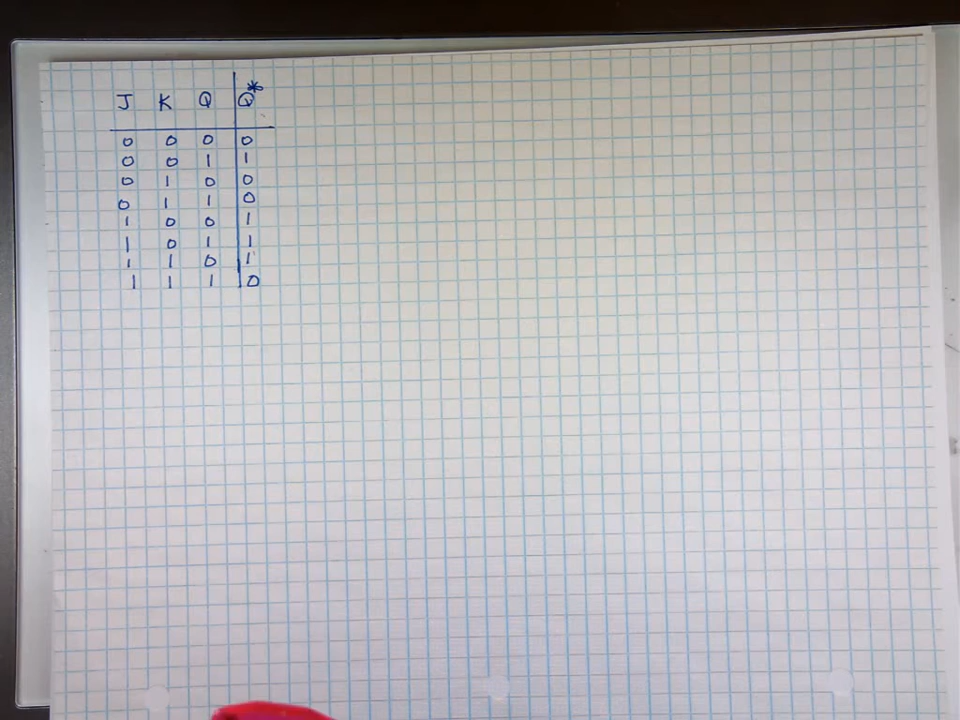 J K Q Q*
0 0 0 0
0 0 1 1
0 1 0 0
0 1 1 0
1 0 0 1
1 0 1 1
1 1 0 1
1 1 1 0